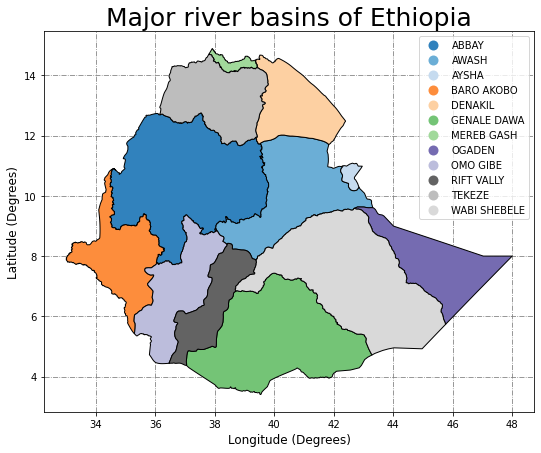 Major river basins of Ethiopia
ABBAY
AWASH
AYSHA
BARO AKOBO
DENAKIL
GENALE DAWA
MEREB GASH
OGADEN
OMO GIBE
RIFT VALLY
TEKEZE
WABI SHEBELE
Latitude (Degrees)
14
12
10
8
6
4
34 36 38 40 42 44 46 48
Longitude (Degrees)